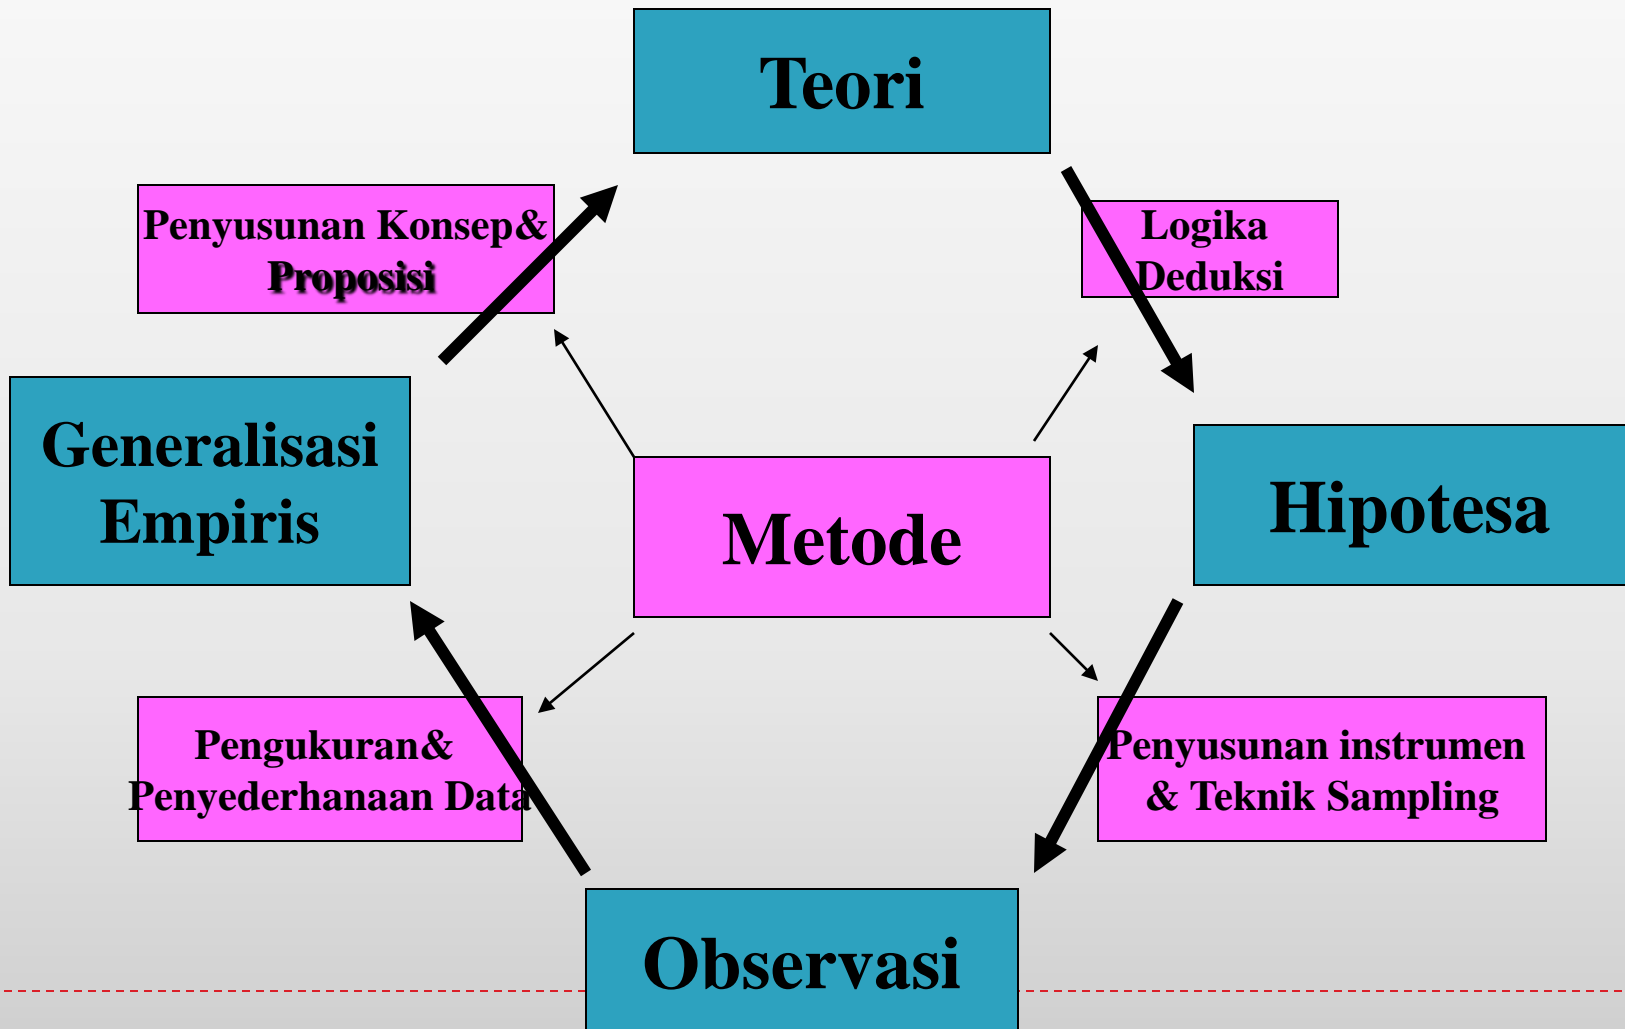 Teori
Penyusunan Konsep&
Proposisi
Logika
Deduksi
Generalisasi
Empiris
Metode
Hipotesa
Pengukuran&
Penyederhanaan Data
Penyusunan instrumen
& Teknik Sampling
Observasi